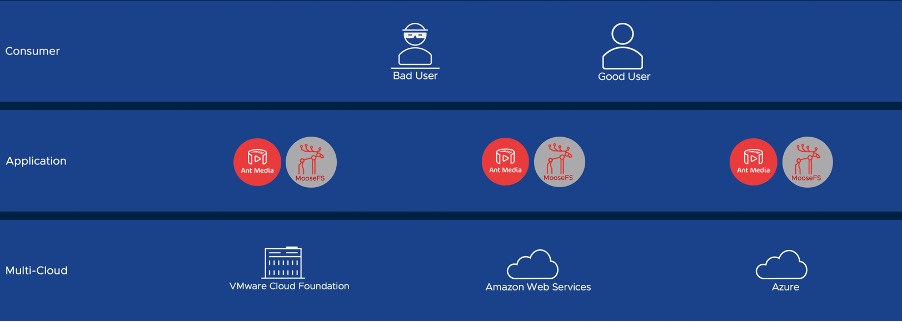 Consumer
Bad User
Good User
Application
Ant Media
MooseFS
Ant Media
MooseFS
Ant Media
MooseFS
Multi-Cloud
VMware Cloud Foundation
Amazon Web Services
Azure